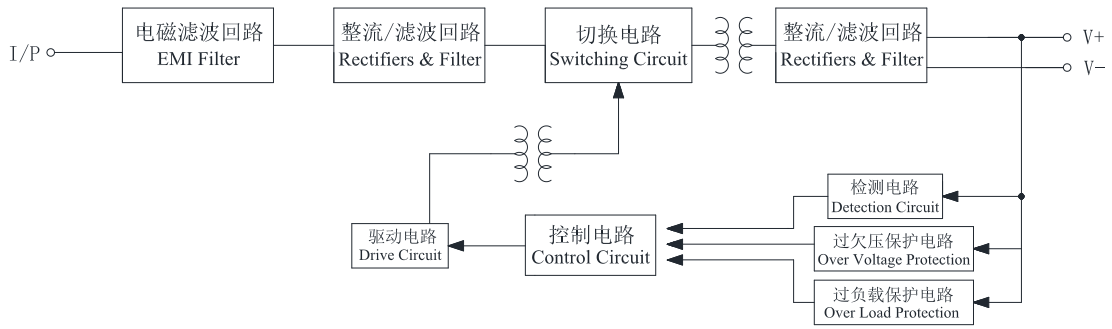 I/P
电磁滤波回路
EMI Filter
整流/滤波回路
Rectifiers & Filter
切换电路
Switching Circuit
整流/滤波回路
Rectifiers & Filter
V+
V-
检测电路
Detection Circuit
驱动电路
Drive Circuit
控制电路
Control Circuit
过欠压保护电路
Over Voltage Protection
过负载保护电路
Over Load Protection